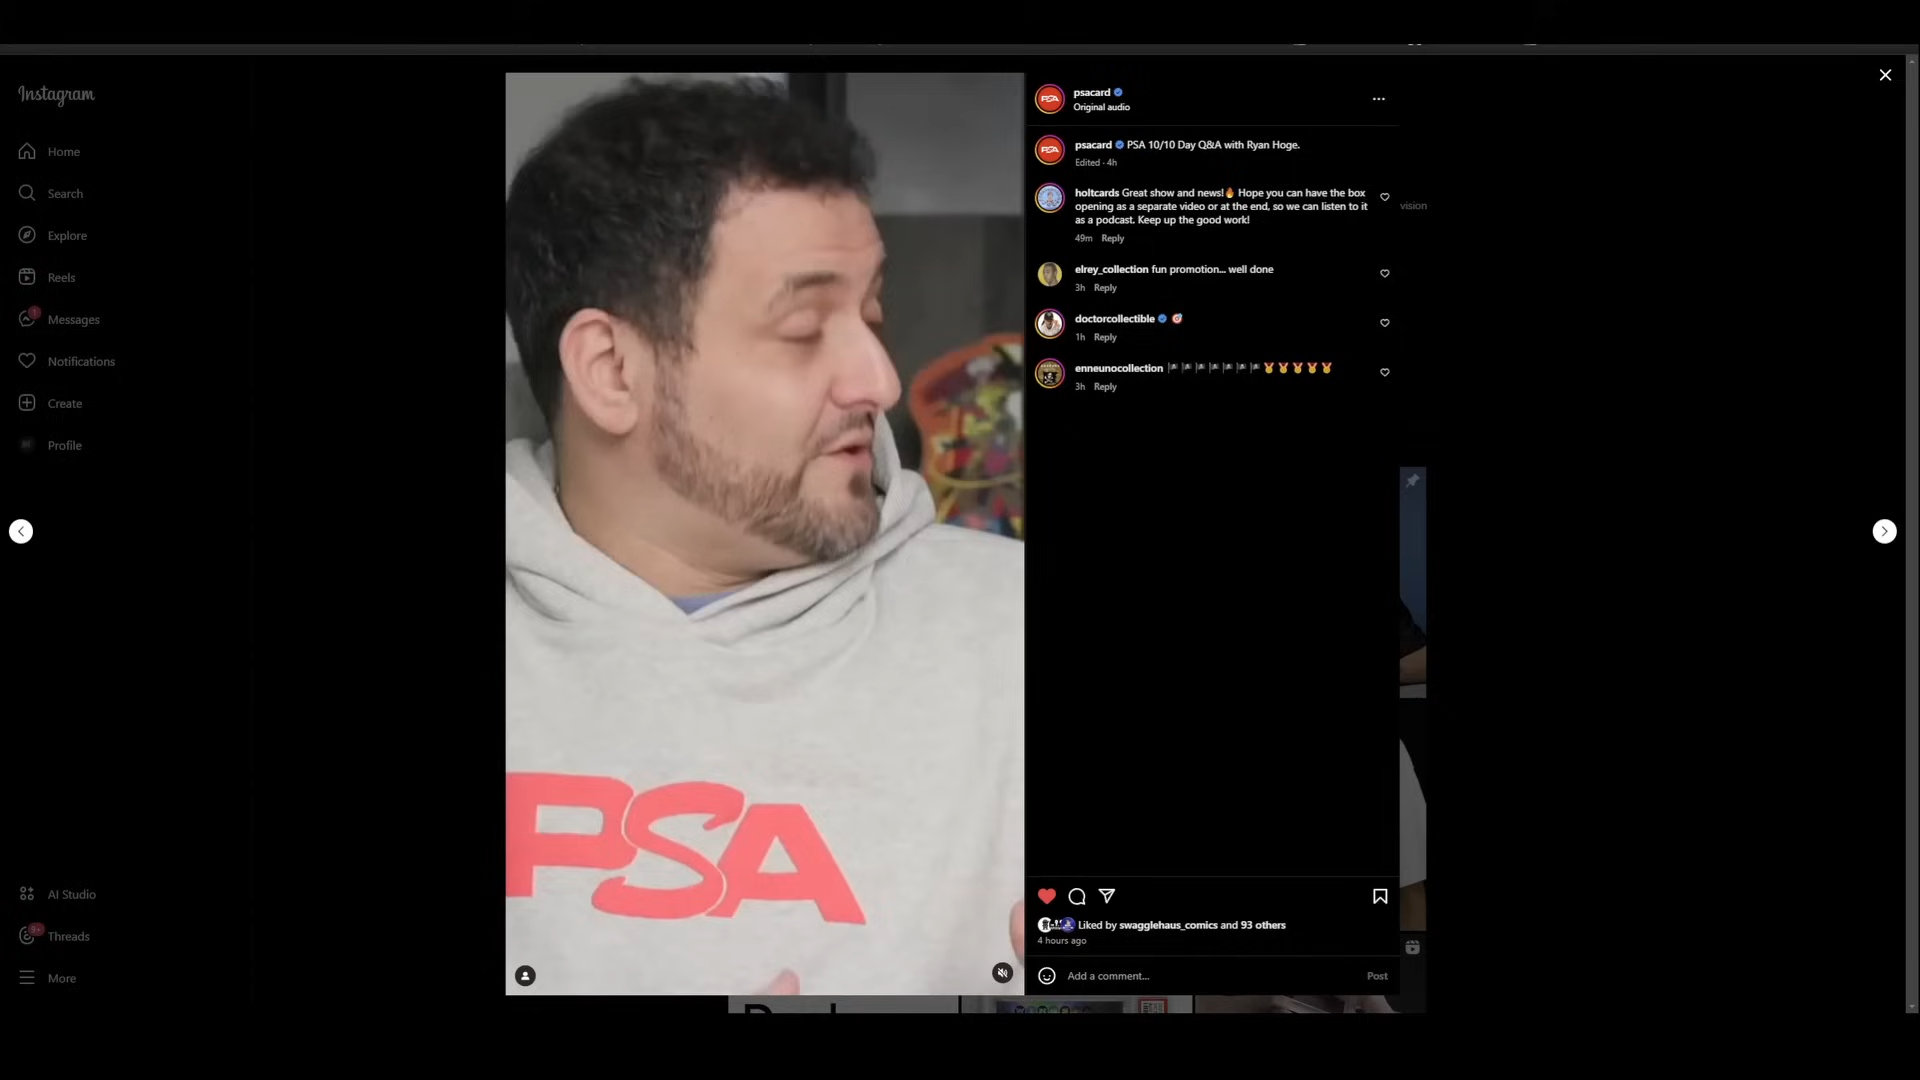 Instagram
Home
Search
Explore
Reels
Messages
Notifications
Create
Profile
AI Studio
Threads
More
PSA
psacard
Original audio
psacard PSA 10/10 Day Q&A with Ryan Hoge.
Edited · 4h
holtcards Great show and news!🔥 Hope you can have the box
opening as a separate video or at the end, so we can listen to it
as a podcast. Keep up the good work!
49m Reply
elrey_collection fun promotion... well done
3h Reply
doctorcollectible 🎯
1h Reply
enneunocollection 🏴‍☠️🏴‍☠️🏴‍☠️🏴‍☠️🏴‍☠️🏴‍☠️🏴‍☠️🥇🥇🥇🥇🥇
3h Reply
vision
Liked by swagglehaus_comics and 93 others
4 hours ago
Add a comment...
Post